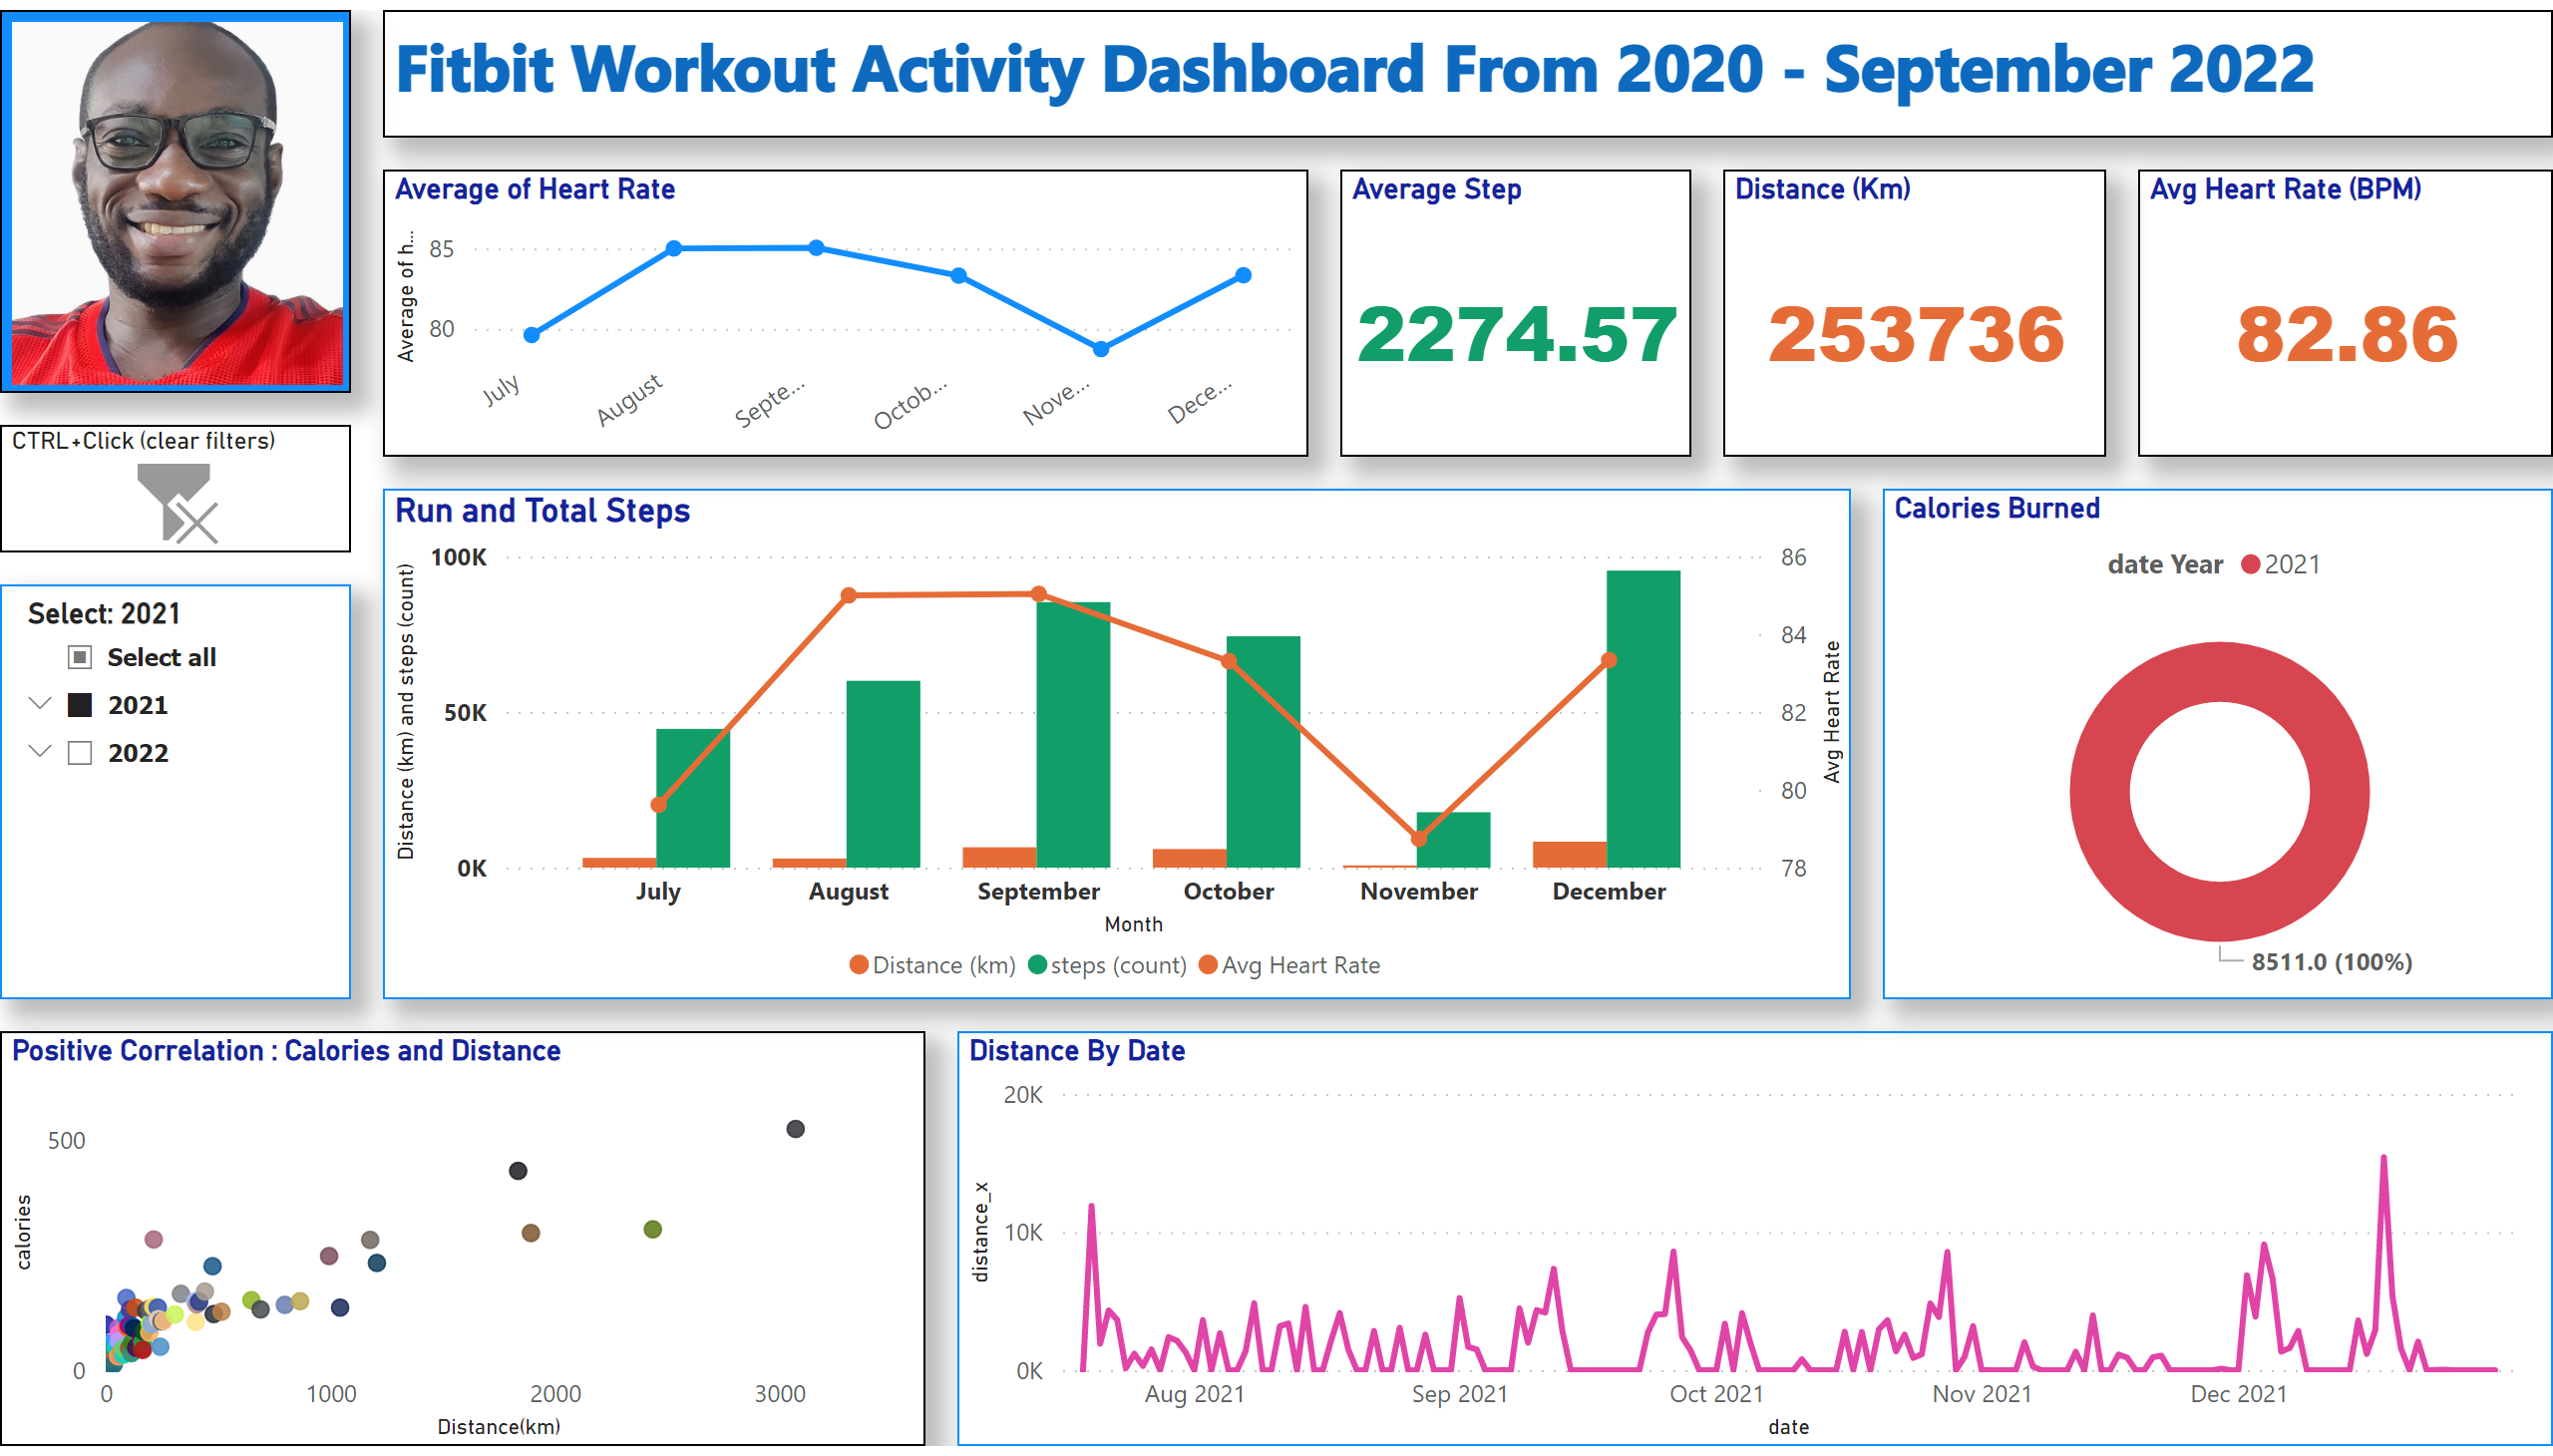 Fitbit Workout Activity Dashboard From 2020 - September 2022
Average of Heart Rate
Average of h...
85
80
July
August
Septe...
Octob...
Nove...
Dece...
Average Step
2274.57
Distance (Km)
253736
Avg Heart Rate (BPM)
82.86
CTRL+Click (clear filters)
Select: 2021
Select all
2021
2022
Run and Total Steps
Distance (km) and steps (count)
100K
50K
0K
86
84
82
80
78
Avg Heart Rate
July
August
September
October
November
December
Month
Distance (km)
steps (count)
Avg Heart Rate
Calories Burned
date Year
2021
8511.0 (100%)
Positive Correlation : Calories and Distance
calories
500
0
0
1000
2000
3000
Distance(km)
Distance By Date
distance_x
20K
10K
0K
Aug 2021
Sep 2021
Oct 2021
Nov 2021
Dec 2021
date